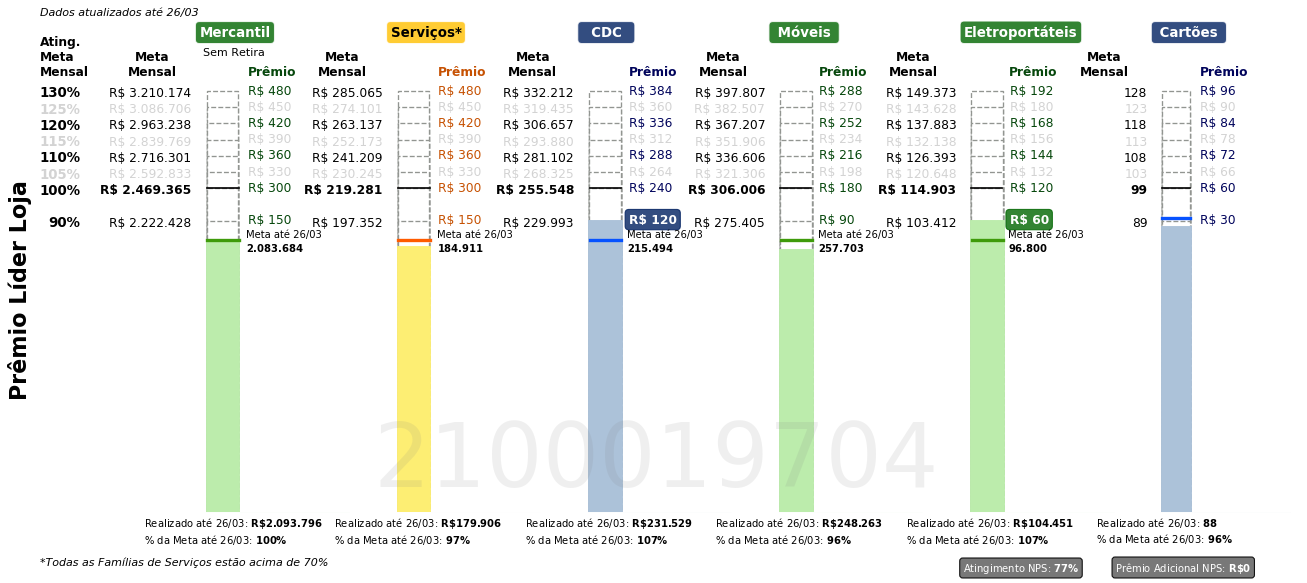 Dados atualizados até 26/03
Mercantil Serviços* CDC Móveis Eletroportáteis Cartões
Sem Retira
Ating. Meta Mensal Meta Mensal Prêmio Meta Mensal Prêmio Meta Mensal Prêmio Meta Mensal Prêmio Meta Mensal Prêmio Meta Mensal Prêmio
130% R$ 3.210.174 R$ 480 R$ 285.065 R$ 480 R$ 332.212 R$ 384 R$ 397.807 R$ 288 R$ 149.373 R$ 192 128 R$ 96
125% R$ 3.086.706 R$ 450 R$ 274.101 R$ 450 R$ 319.435 R$ 360 R$ 382.507 R$ 270 R$ 143.628 R$ 180 123 R$ 90
120% R$ 2.963.238 R$ 420 R$ 263.137 R$ 420 R$ 306.657 R$ 336 R$ 367.207 R$ 252 R$ 137.883 R$ 168 118 R$ 84
115% R$ 2.839.769 R$ 390 R$ 252.173 R$ 390 R$ 293.880 R$ 312 R$ 351.906 R$ 234 R$ 132.138 R$ 156 113 R$ 78
110% R$ 2.716.301 R$ 360 R$ 241.209 R$ 360 R$ 281.102 R$ 288 R$ 336.606 R$ 216 R$ 126.393 R$ 144 108 R$ 72
105% R$ 2.592.833 R$ 330 R$ 230.245 R$ 330 R$ 268.325 R$ 264 R$ 321.306 R$ 198 R$ 120.648 R$ 132 103 R$ 66
100% R$ 2.469.365 R$ 300 R$ 219.281 R$ 300 R$ 255.548 R$ 240 R$ 306.006 R$ 180 R$ 114.903 R$ 120 99 R$ 60
90% R$ 2.222.428 R$ 150 R$ 197.352 R$ 150 R$ 229.993 R$ 120 R$ 275.405 R$ 90 R$ 103.412 R$ 60 89 R$ 30
Meta até 26/03 Meta até 26/03 Meta até 26/03 Meta até 26/03 Meta até 26/03
2.083.684 184.911 215.494 257.703 96.800
Prêmio Líder Loja
2100019704
Realizado até 26/03: R$2.093.796 Realizado até 26/03: R$179.906 Realizado até 26/03: R$231.529 Realizado até 26/03: R$248.263 Realizado até 26/03: R$104.451 Realizado até 26/03: 88
% da Meta até 26/03: 100% % da Meta até 26/03: 97% % da Meta até 26/03: 107% % da Meta até 26/03: 96% % da Meta até 26/03: 107% % da Meta até 26/03: 96%
*Todas as Famílias de Serviços estão acima de 70% Atingimento NPS: 77% Prêmio Adicional NPS: R$0